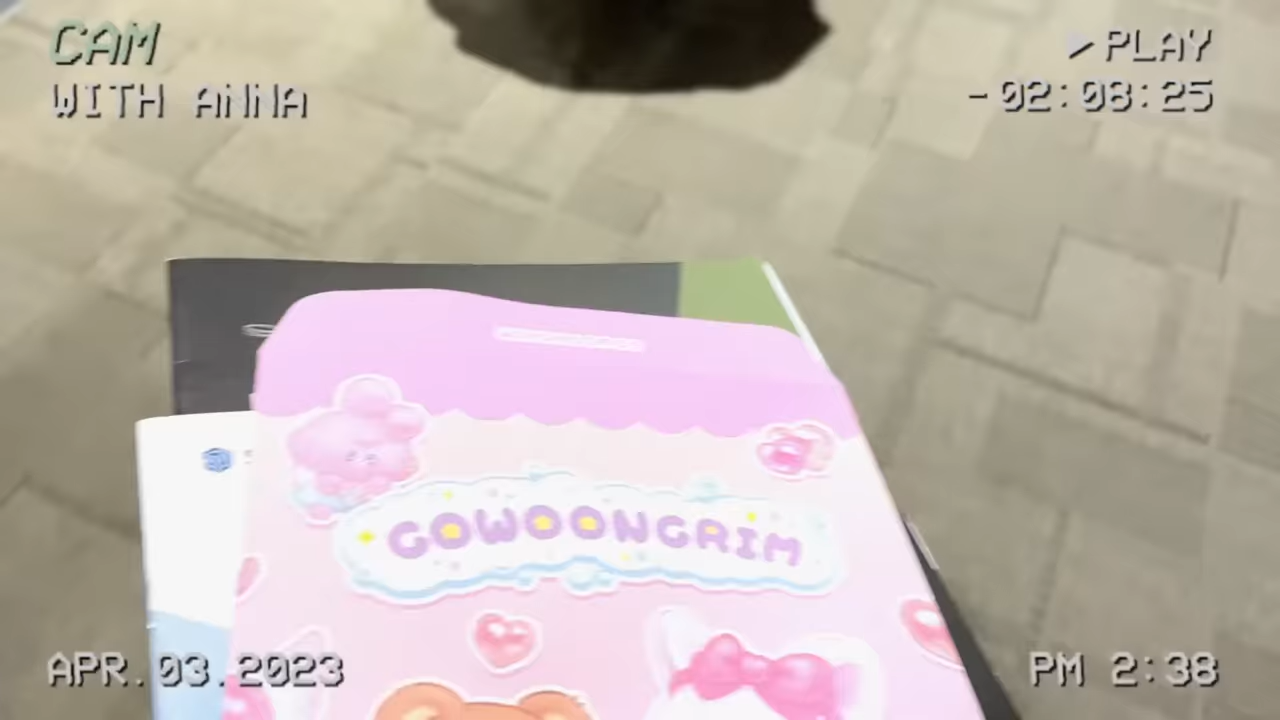 CAM
WITH ANNA
▶PLAY
-02:08:25
GOWOONGRIM
APR.03.2023
PM 2:38